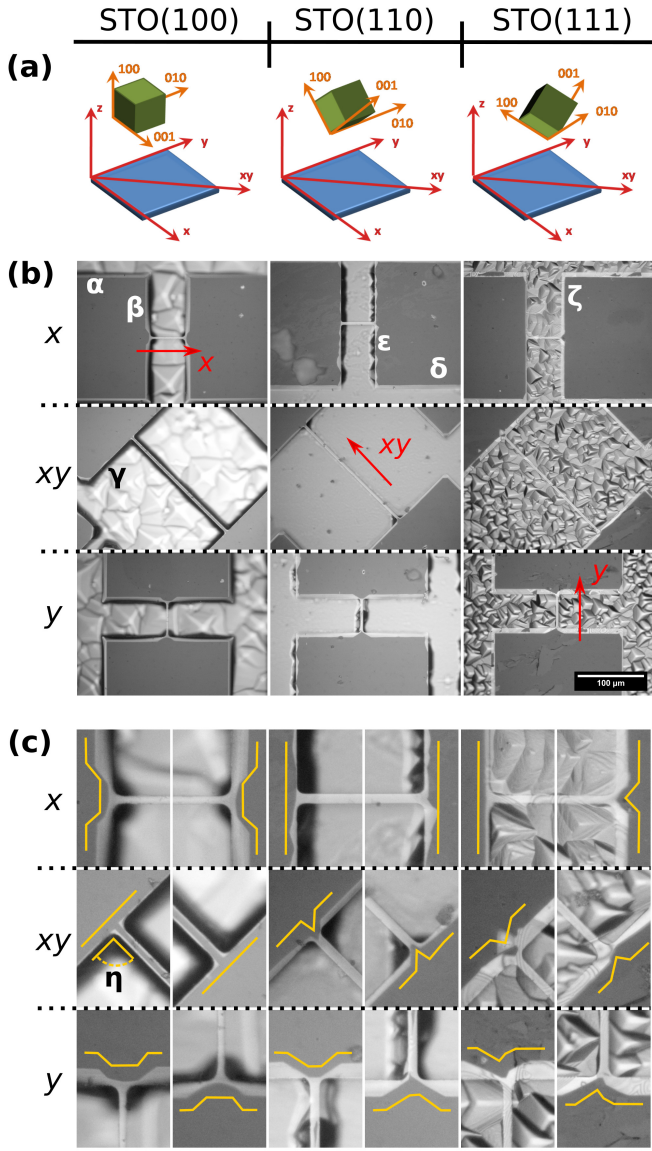 STO(100) STO(110) STO(111)
(a)
100 010 001 z y xy x
100 001 010 z y xy x
001 100 010 z y xy x
(b)
x α β x ε δ ζ
xy γ xy
y y
100 μm
(c)
x
xy η
y